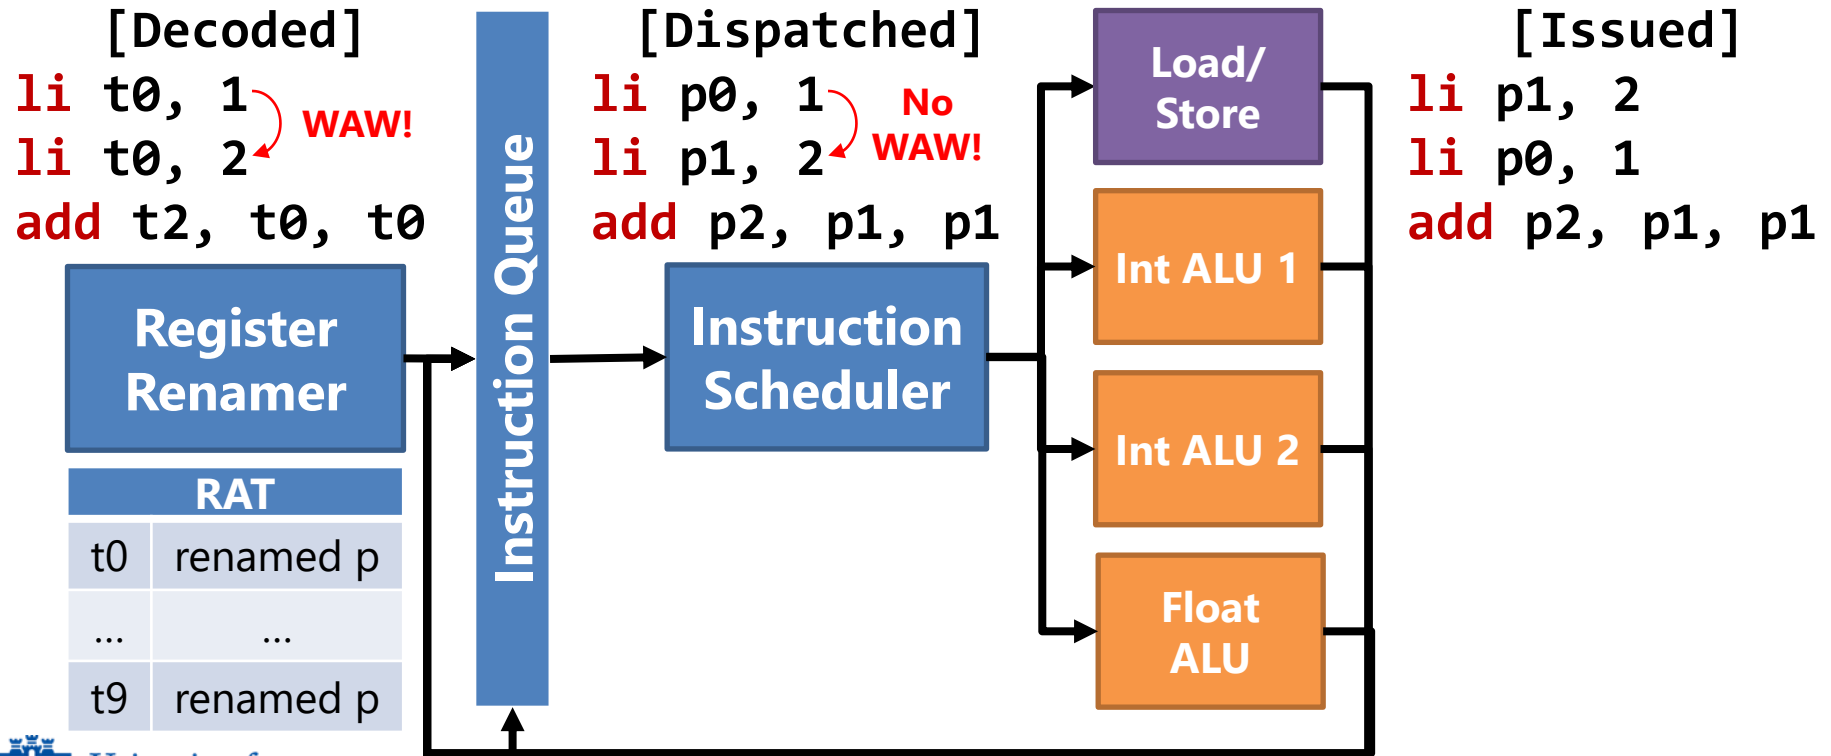 [Decoded]
li t0, 1
li t0, 2
add t2, t0, t0
WAW!
Register
Renamer
RAT
t0 renamed p
... ...
t9 renamed p
Instruction Queue
[Dispatched]
li p0, 1
li p1, 2
add p2, p1, p1
No
WAW!
Instruction
Scheduler
Load/
Store
Int ALU 1
Int ALU 2
Float
ALU
[Issued]
li p1, 2
li p0, 1
add p2, p1, p1